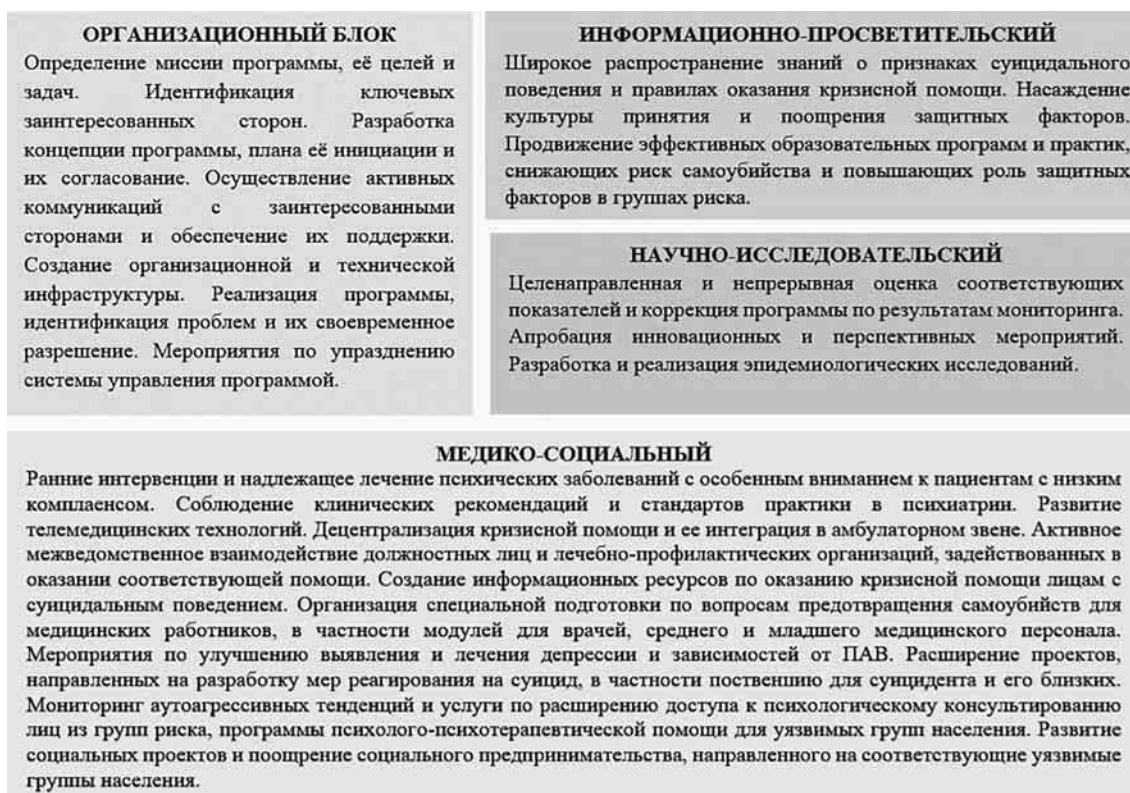 ОРГАНИЗАЦИОННЫЙ БЛОК
Определение миссии программы, её целей и
задач. Идентификация ключевых
заинтересованных сторон. Разработка
концепции программы, плана её инициации и
их согласование. Осуществление активных
коммуникаций с заинтересованными
сторонами и обеспечение их поддержки.
Создание организационной и технической
инфраструктуры. Реализация программы,
идентификация проблем и их своевременное
разрешение. Мероприятия по упразднению
системы управления программой.
ИНФОРМАЦИОННО-ПРОСВЕТИТЕЛЬСКИЙ
Широкое распространение знаний о признаках суицидального
поведения и правилах оказания кризисной помощи. Насаждение
культуры принятия и поощрения защитных факторов.
Продвижение эффективных образовательных программ и практик,
снижающих риск самоубийства и повышающих роль защитных
факторов в группах риска.
НАУЧНО-ИССЛЕДОВАТЕЛЬСКИЙ
Целенаправленная и непрерывная оценка соответствующих
показателей и коррекция программы по результатам мониторинга.
Апробация инновационных и перспективных мероприятий.
Разработка и реализация эпидемиологических исследований.
МЕДИКО-СОЦИАЛЬНЫЙ
Ранние интервенции и надлежащее лечение психических заболеваний с особенным вниманием к пациентам с низким
комплаенсом. Соблюдение клинических рекомендаций и стандартов практики в психиатрии. Развитие
телемедицинских технологий. Децентрализация кризисной помощи и ее интеграция в амбулаторном звене. Активное
межведомственное взаимодействие должностных лиц и лечебно-профилактических организаций, задействованных в
оказании соответствующей помощи. Создание информационных ресурсов по оказанию кризисной помощи лицам с
суицидальным поведением. Организация специальной подготовки по вопросам предотвращения самоубийств для
медицинских работников, в частности модулей для врачей, среднего и младшего медицинского персонала.
Мероприятия по улучшению выявления и лечения депрессии и зависимостей от ПАВ. Расширение проектов,
направленных на разработку мер реагирования на суицид, в частности поственцию для суицидента и его близких.
Мониторинг аутоагрессивных тенденций и услуги по расширению доступа к психологическому консультированию
лиц из групп риска, программы психолого-психотерапевтической помощи для уязвимых групп населения. Развитие
социальных проектов и поощрение социального предпринимательства, направленного на соответствующие уязвимые
группы населения.